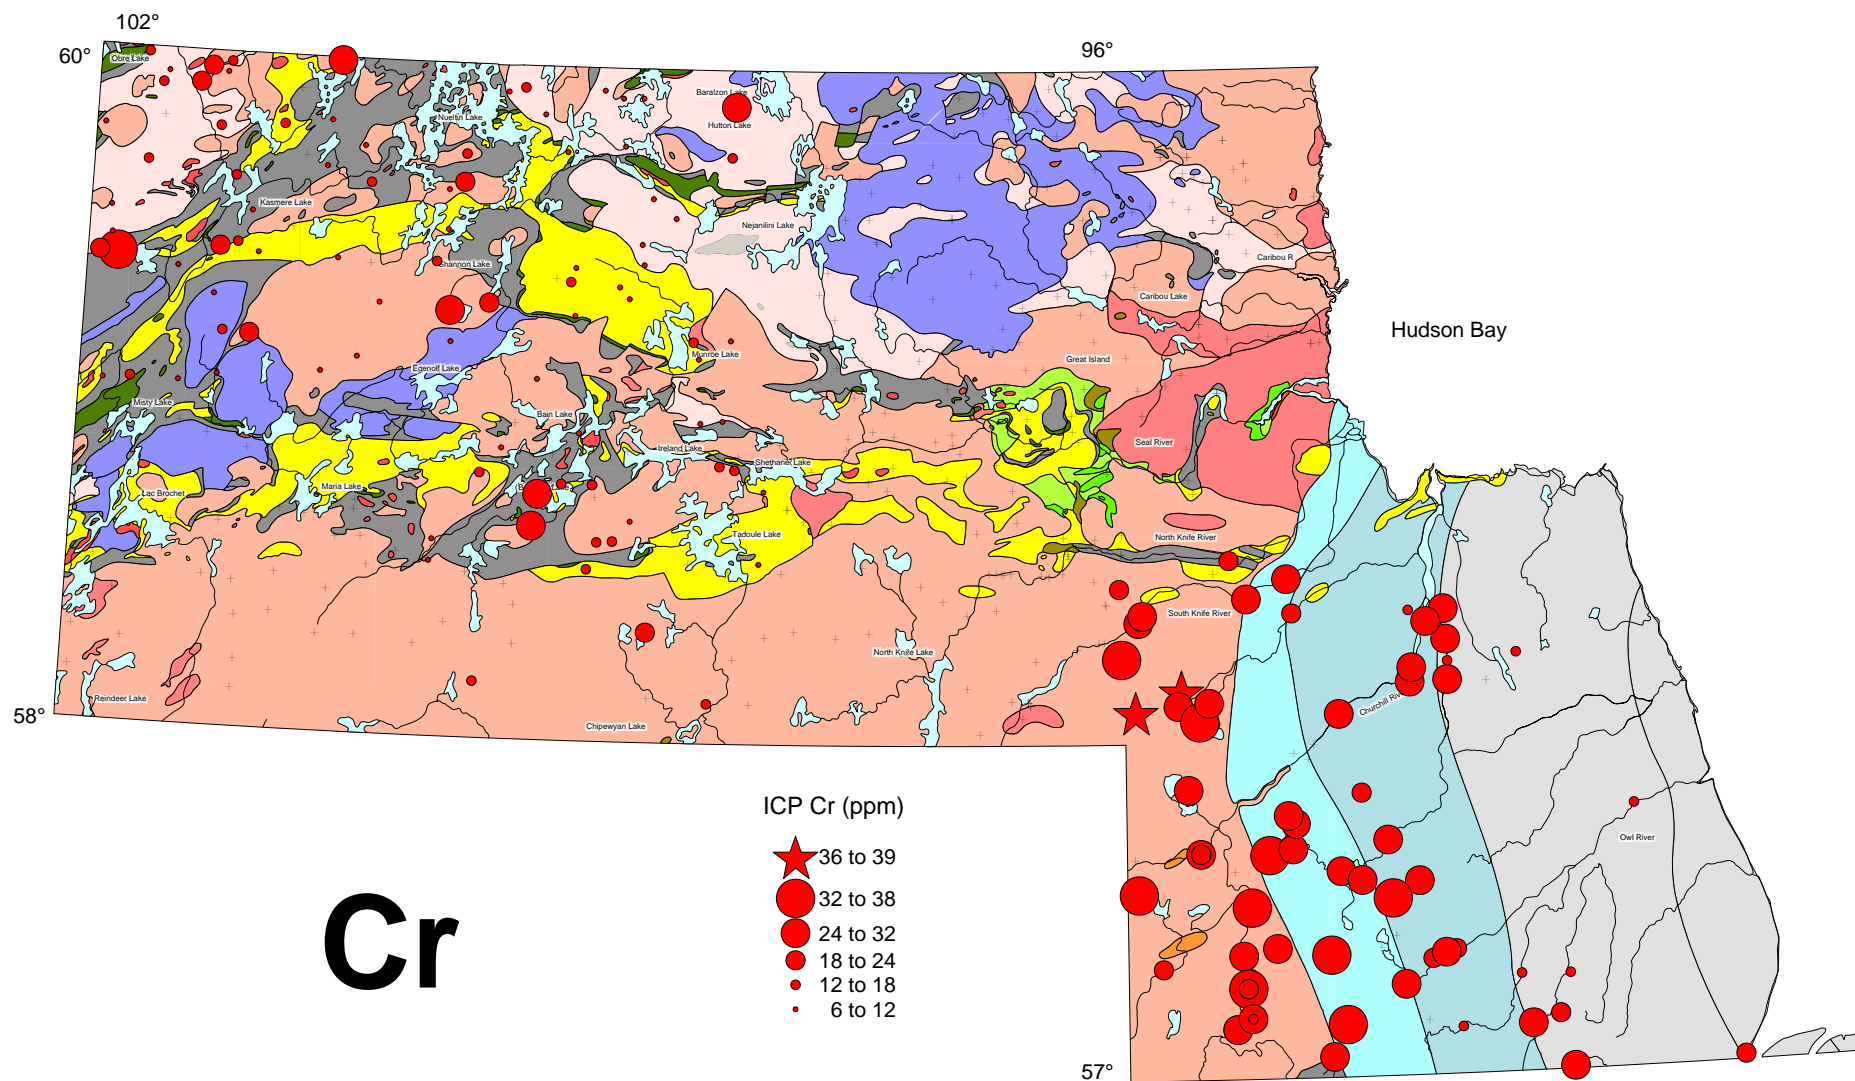 102°
60°
96°
Obre Lake
Nueltin Lake
Baralzon Lake
Hutton Lake
Kasmere Lake
Nejanilini Lake
Shannon Lake
Caribou R
Caribou Lake
Hudson Bay
Munroe Lake
Great Island
Egenolf Lake
Misty Lake
Bain Lake
Seal River
Ireland Lake
Shethanei Lake
Maria Lake
Lac Brochet
Tadoule Lake
North Knife River
South Knife River
North Knife Lake
Reindeer Lake
Churchill Riv
58°
Chipewyan Lake
ICP Cr (ppm)
36 to 39
32 to 38
24 to 32
18 to 24
12 to 18
6 to 12
Cr
Owl River
57°